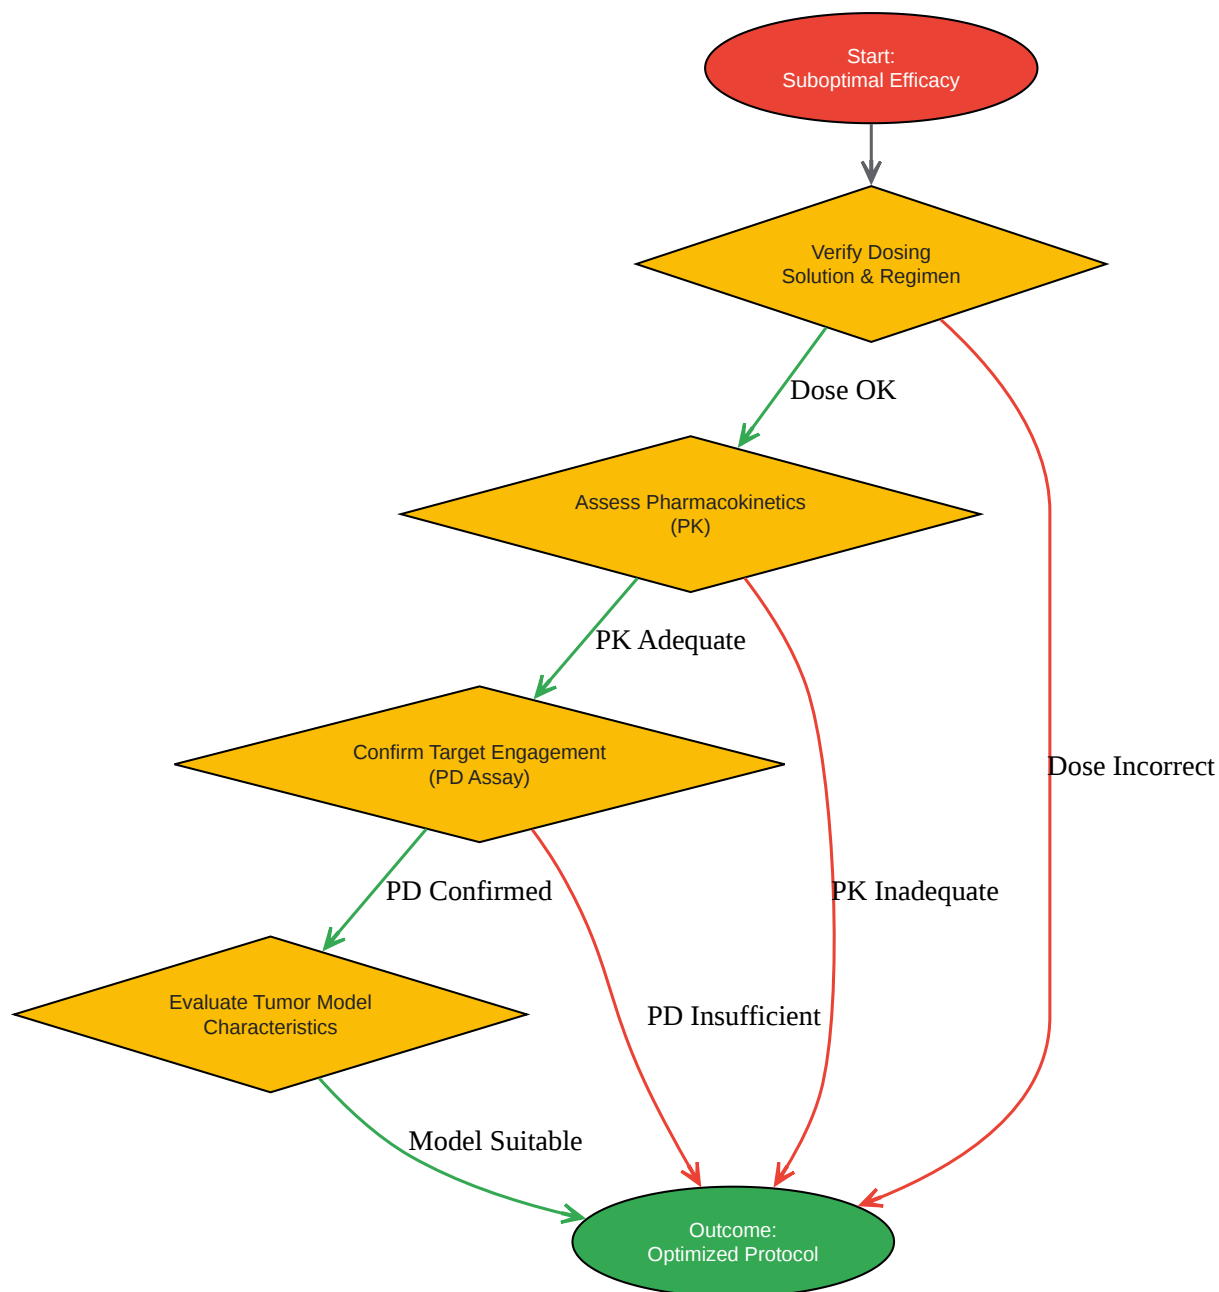 Start:
Suboptimal Efficacy
Verify Dosing
Solution & Regimen
Dose OK
Assess Pharmacokinetics
(PK)
PK Adequate
Confirm Target Engagement
(PD Assay)
Dose Incorrect
PD Confirmed
PK Inadequate
Evaluate Tumor Model
Characteristics
PD Insufficient
Model Suitable
Outcome:
Optimized Protocol